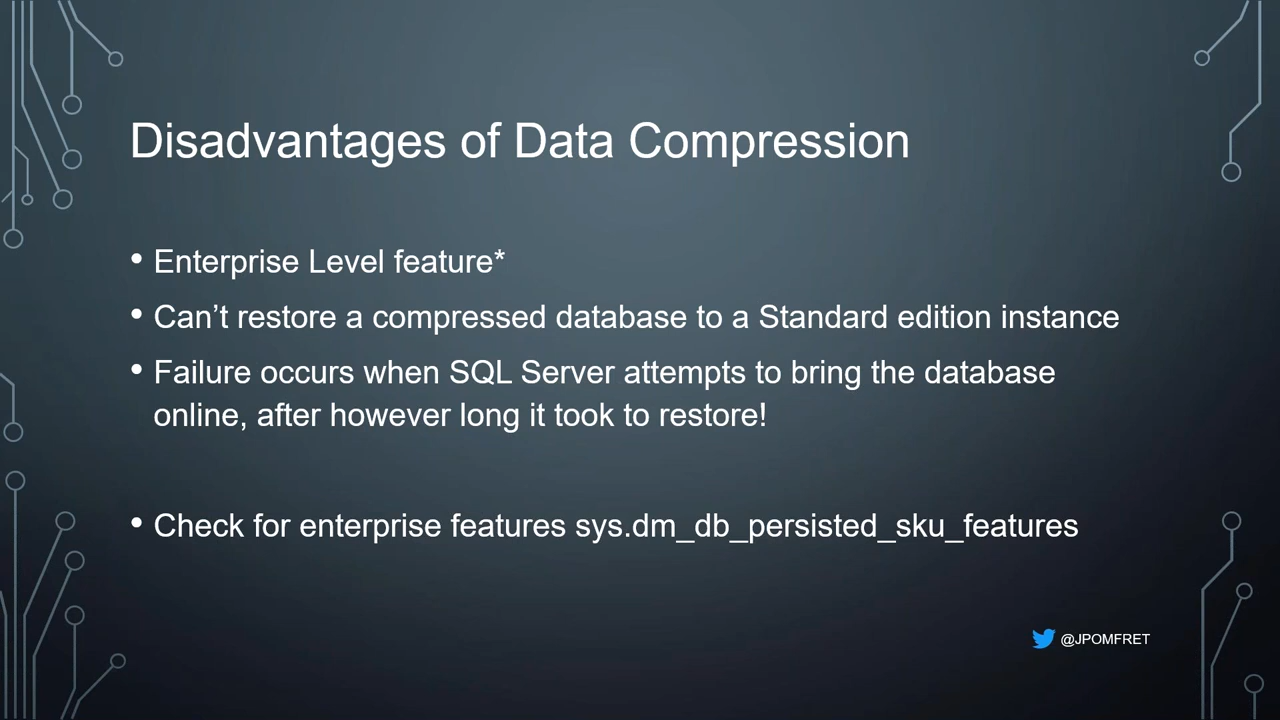 Disadvantages of Data Compression
• Enterprise Level feature*
• Can’t restore a compressed database to a Standard edition instance
• Failure occurs when SQL Server attempts to bring the database
online, after however long it took to restore!
• Check for enterprise features sys.dm_db_persisted_sku_features
@JPOMFRET